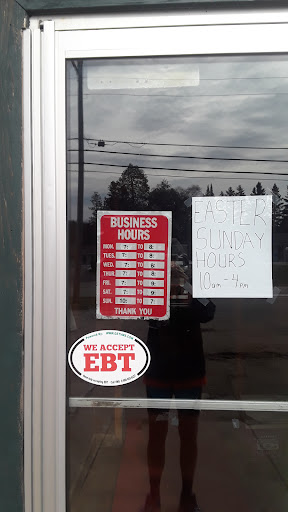 BUSINESS
HOURS
MON. 7: TO 8:
TUES. 7: TO 8:
WED. 7: TO 8:
THUR. 7: TO 8:
FRI. 7: TO 9:
SAT. 7: TO 9:
SUN. 10: TO 7:
THANK YOU
EASTER
SUNDAY
HOURS
10am - 4pm
WE ACCEPT
EBT